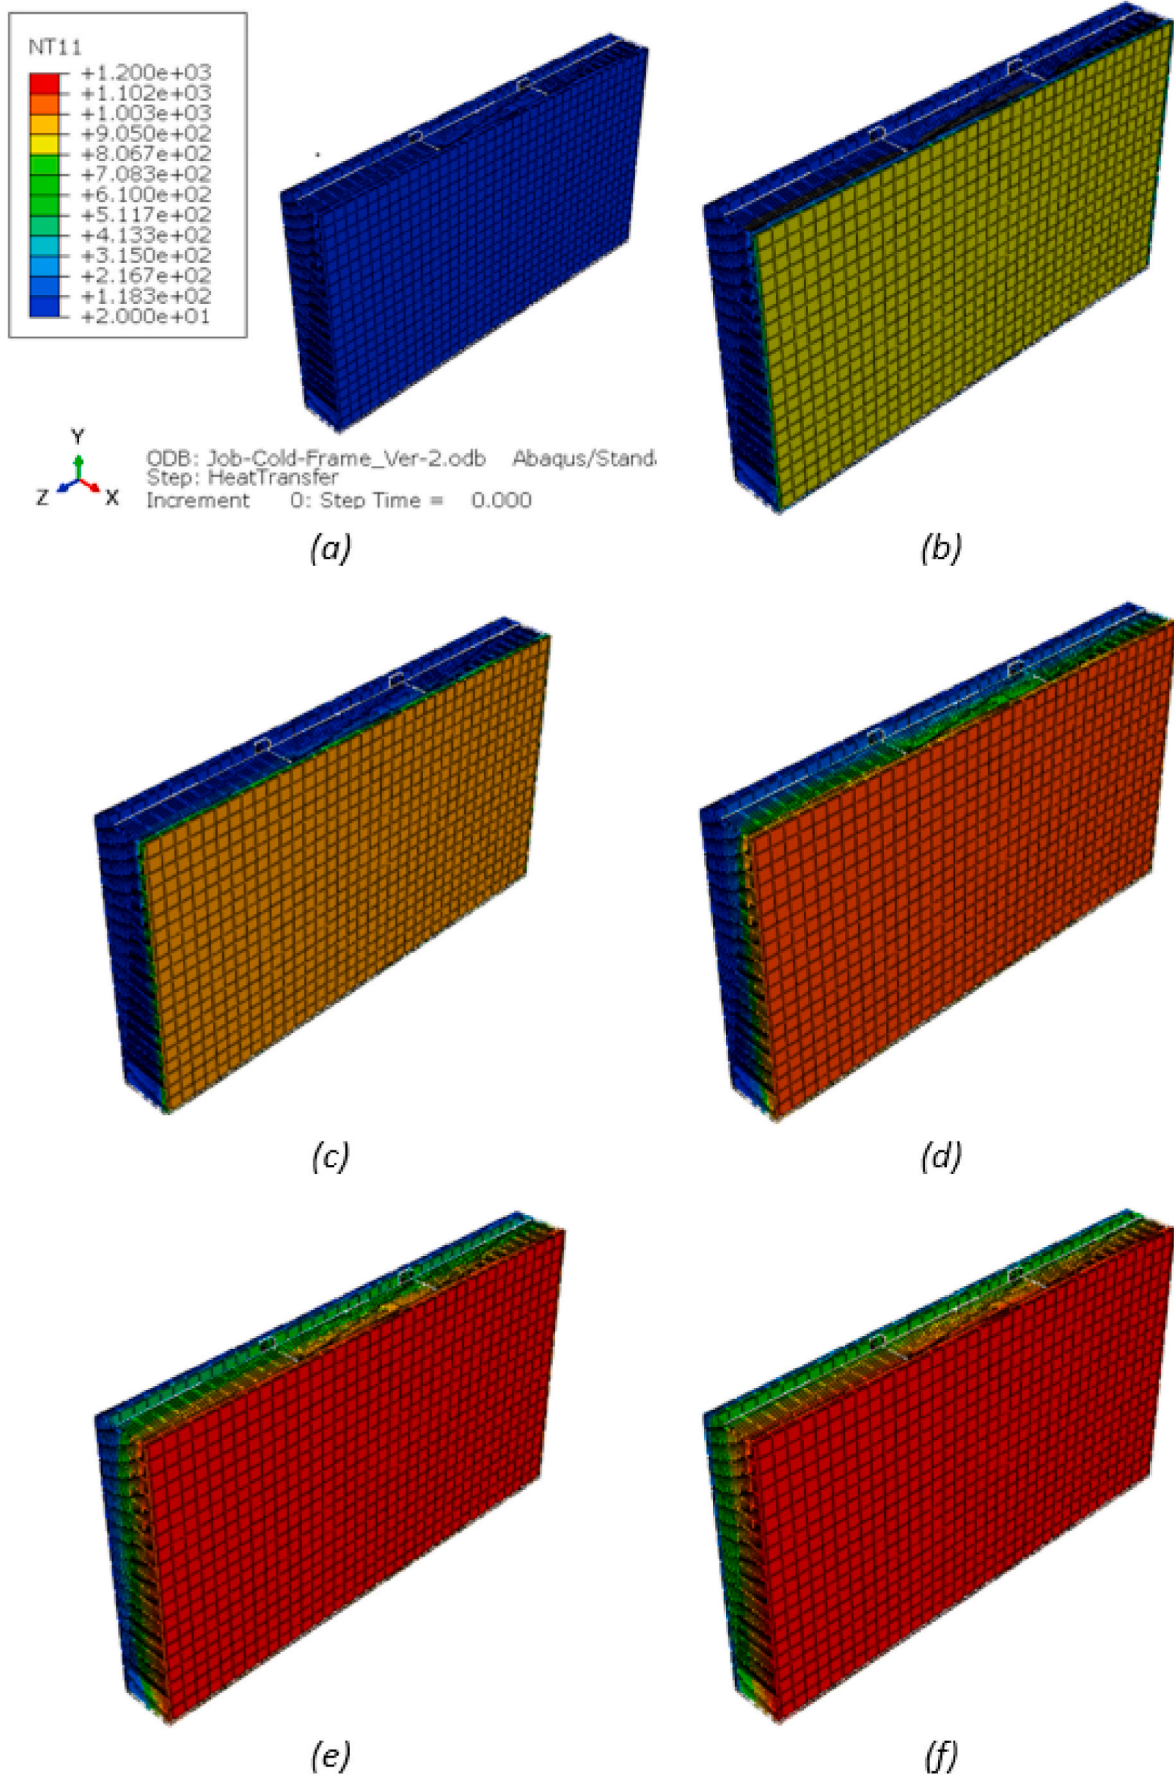 NT11
+1.200e+03
+1.102e+03
+1.003e+03
+9.050e+02
+8.067e+02
+7.083e+02
+6.100e+02
+5.117e+02
+4.133e+02
+3.150e+02
+2.167e+02
+1.183e+02
+2.000e+01
Y
Z X
ODB: Job-Cold-Frame_Ver-2.odb Abaqus/Stand
Step: HeatTransfer
Increment 0: Step Time = 0.000
(a) (b)
(c) (d)
(e) (f)